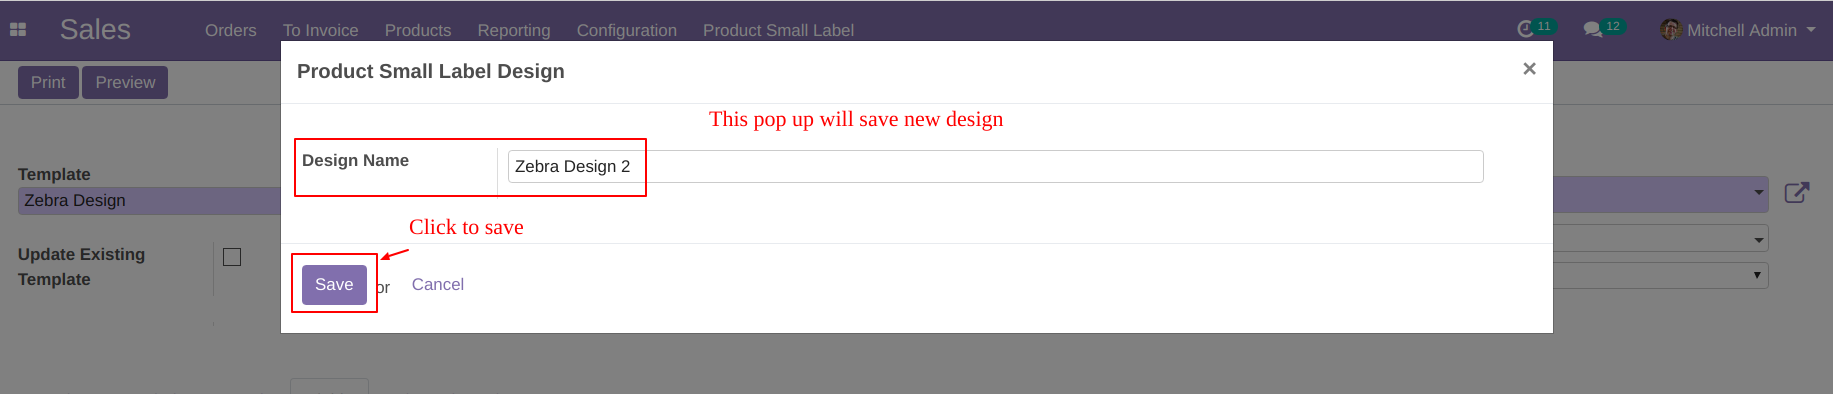 Sales Orders To Invoice Products Reporting Configuration Product Small Label 11 12 Mitchell Admin
Product Small Label Design ×
Print Preview
This pop up will save new design
Design Name Zebra Design 2
Template
Zebra Design
Click to save
Update Existing
Template
Save or Cancel